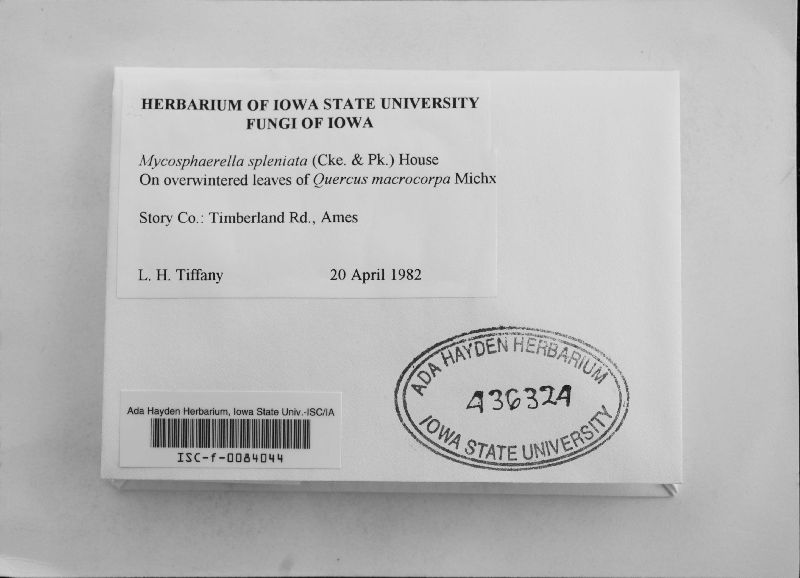 HERBARIUM OF IOWA STATE UNIVERSITY
FUNGI OF IOWA
Mycosphaerella spleniata (Cke. & Pk.) House
On overwintered leaves of Quercus macrocorpa Michx
Story Co.: Timberland Rd., Ames
L. H. Tiffany 20 April 1982
ADA HAYDEN HERBARIUM
436324
IOWA STATE UNIVERSITY
Ada Hayden Herbarium, Iowa State Univ.-ISC/IA
ISC-f-0084044